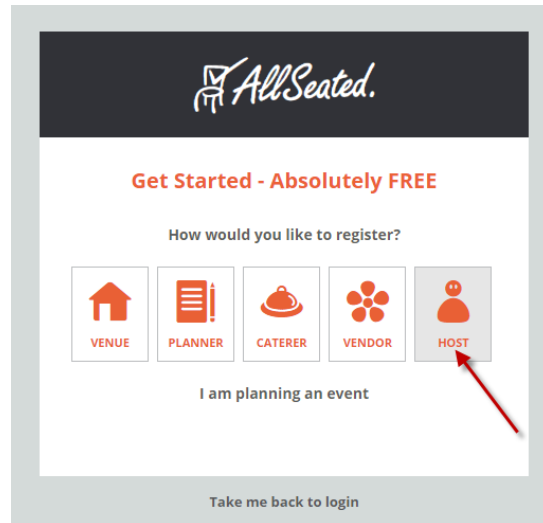 AllSeated.
Get Started - Absolutely FREE
How would you like to register?
VENUE PLANNER CATERER VENDOR HOST
I am planning an event
Take me back to login